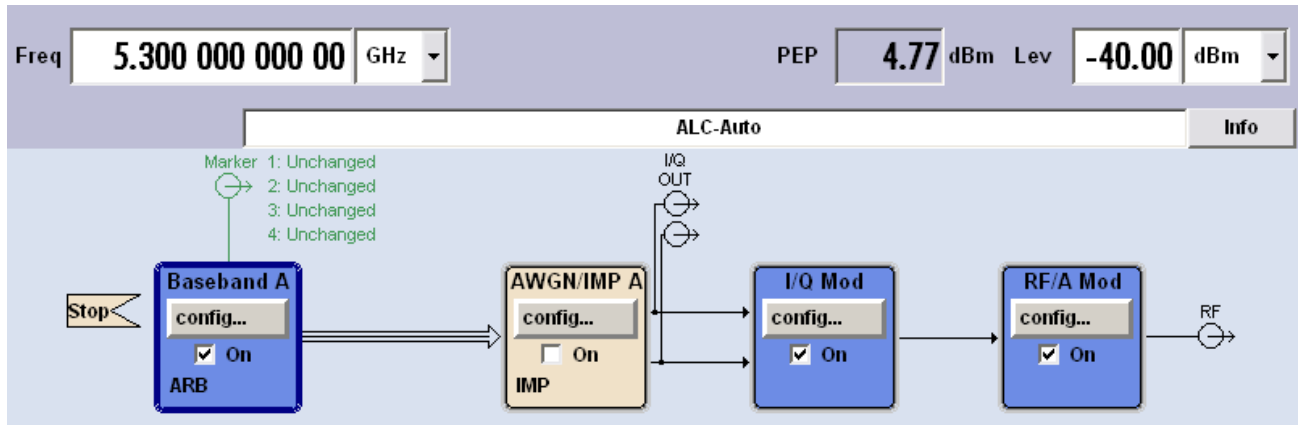 Freq 5.300 000 000 00 GHz PEP 4.77 dBm Lev -40.00 dBm
ALC-Auto Info
Marker 1: Unchanged
2: Unchanged
3: Unchanged
4: Unchanged
I/Q
OUT
Baseband A AWGN/IMP A I/Q Mod RF/A Mod
Stop config... config... config... config... RF
On On On On
ARB IMP